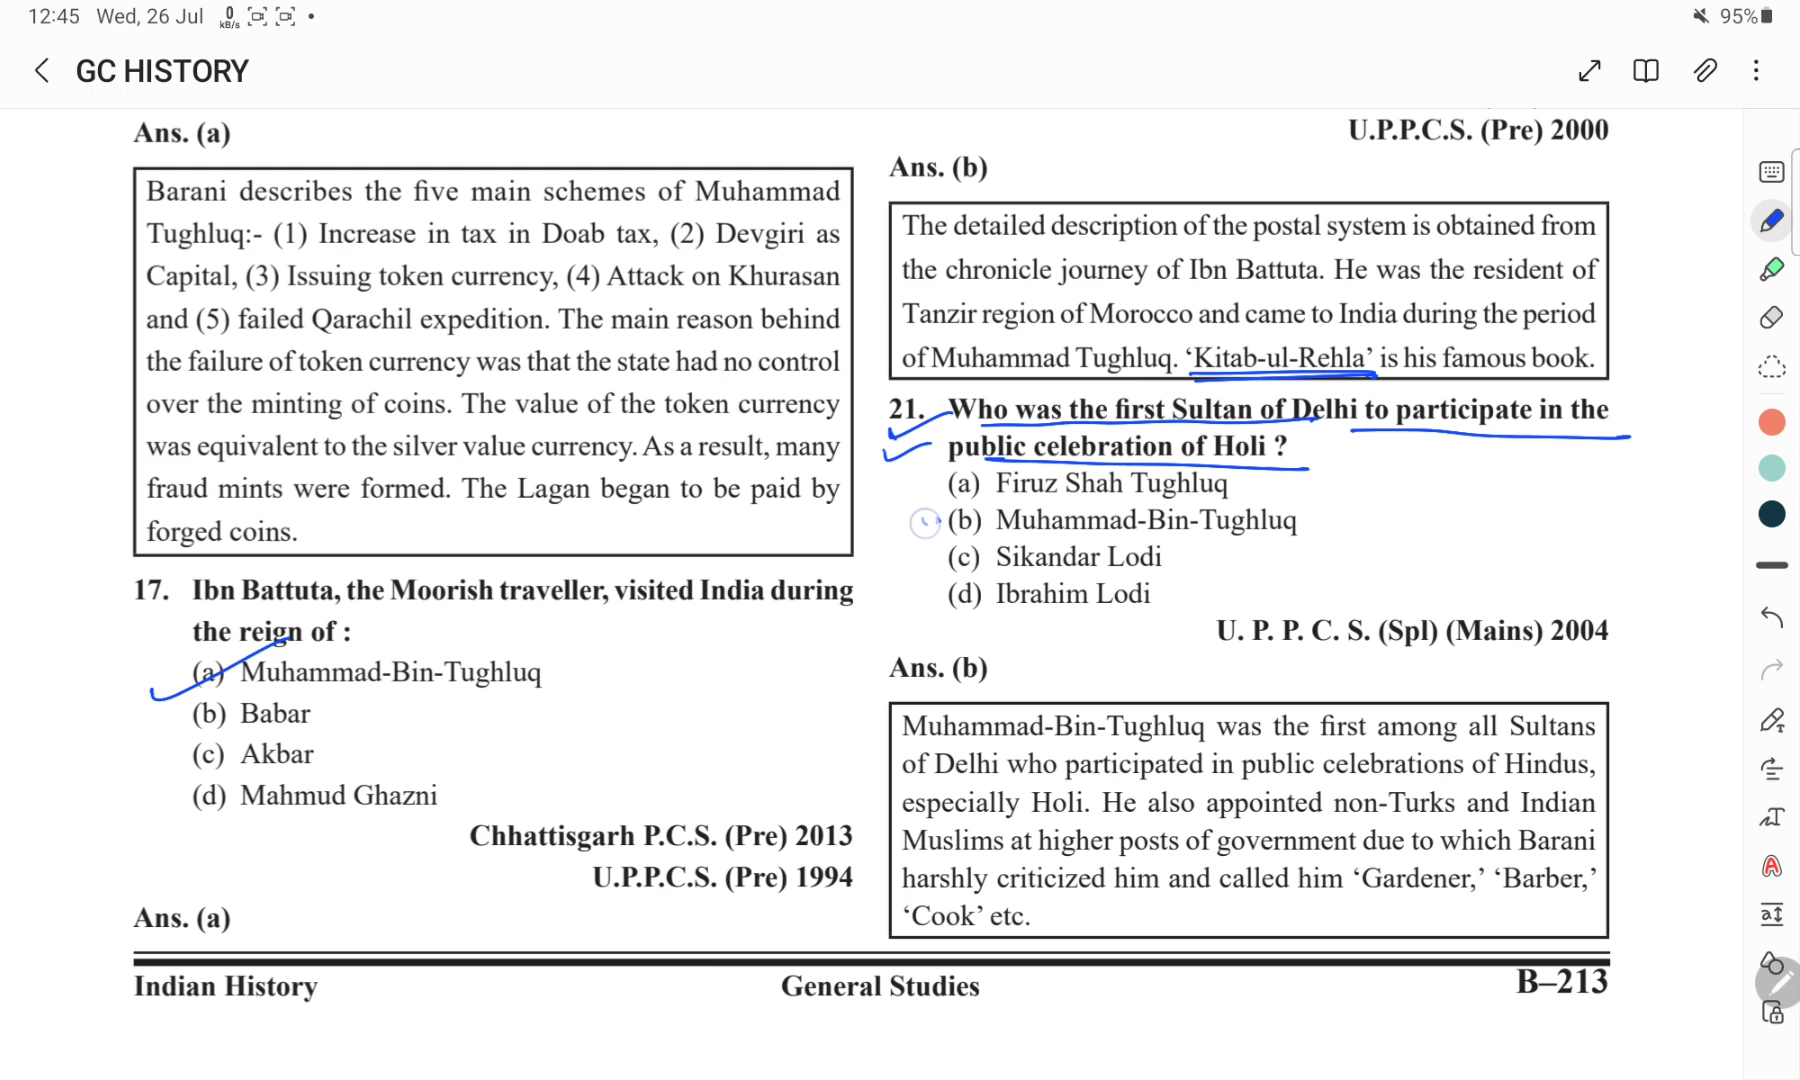 12:45 Wed, 26 Jul 0 kB/s 95%
GC HISTORY
Ans. (a)
Barani describes the five main schemes of Muhammad
Tughluq:- (1) Increase in tax in Doab tax, (2) Devgiri as
Capital, (3) Issuing token currency, (4) Attack on Khurasan
and (5) failed Qarachil expedition. The main reason behind
the failure of token currency was that the state had no control
over the minting of coins. The value of the token currency
was equivalent to the silver value currency. As a result, many
fraud mints were formed. The Lagan began to be paid by
forged coins.
17. Ibn Battuta, the Moorish traveller, visited India during
the reign of :
(a) Muhammad-Bin-Tughluq
(b) Babar
(c) Akbar
(d) Mahmud Ghazni
Chhattisgarh P.C.S. (Pre) 2013
U.P.P.C.S. (Pre) 1994
Ans. (a)
U.P.P.C.S. (Pre) 2000
Ans. (b)
The detailed description of the postal system is obtained from
the chronicle journey of Ibn Battuta. He was the resident of
Tanzir region of Morocco and came to India during the period
of Muhammad Tughluq. ‘Kitab-ul-Rehla’ is his famous book.
21. Who was the first Sultan of Delhi to participate in the
public celebration of Holi ?
(a) Firuz Shah Tughluq
(b) Muhammad-Bin-Tughluq
(c) Sikandar Lodi
(d) Ibrahim Lodi
U. P. P. C. S. (Spl) (Mains) 2004
Ans. (b)
Muhammad-Bin-Tughluq was the first among all Sultans
of Delhi who participated in public celebrations of Hindus,
especially Holi. He also appointed non-Turks and Indian
Muslims at higher posts of government due to which Barani
harshly criticized him and called him ‘Gardener,’ ‘Barber,’
‘Cook’ etc.
Indian History General Studies B–213